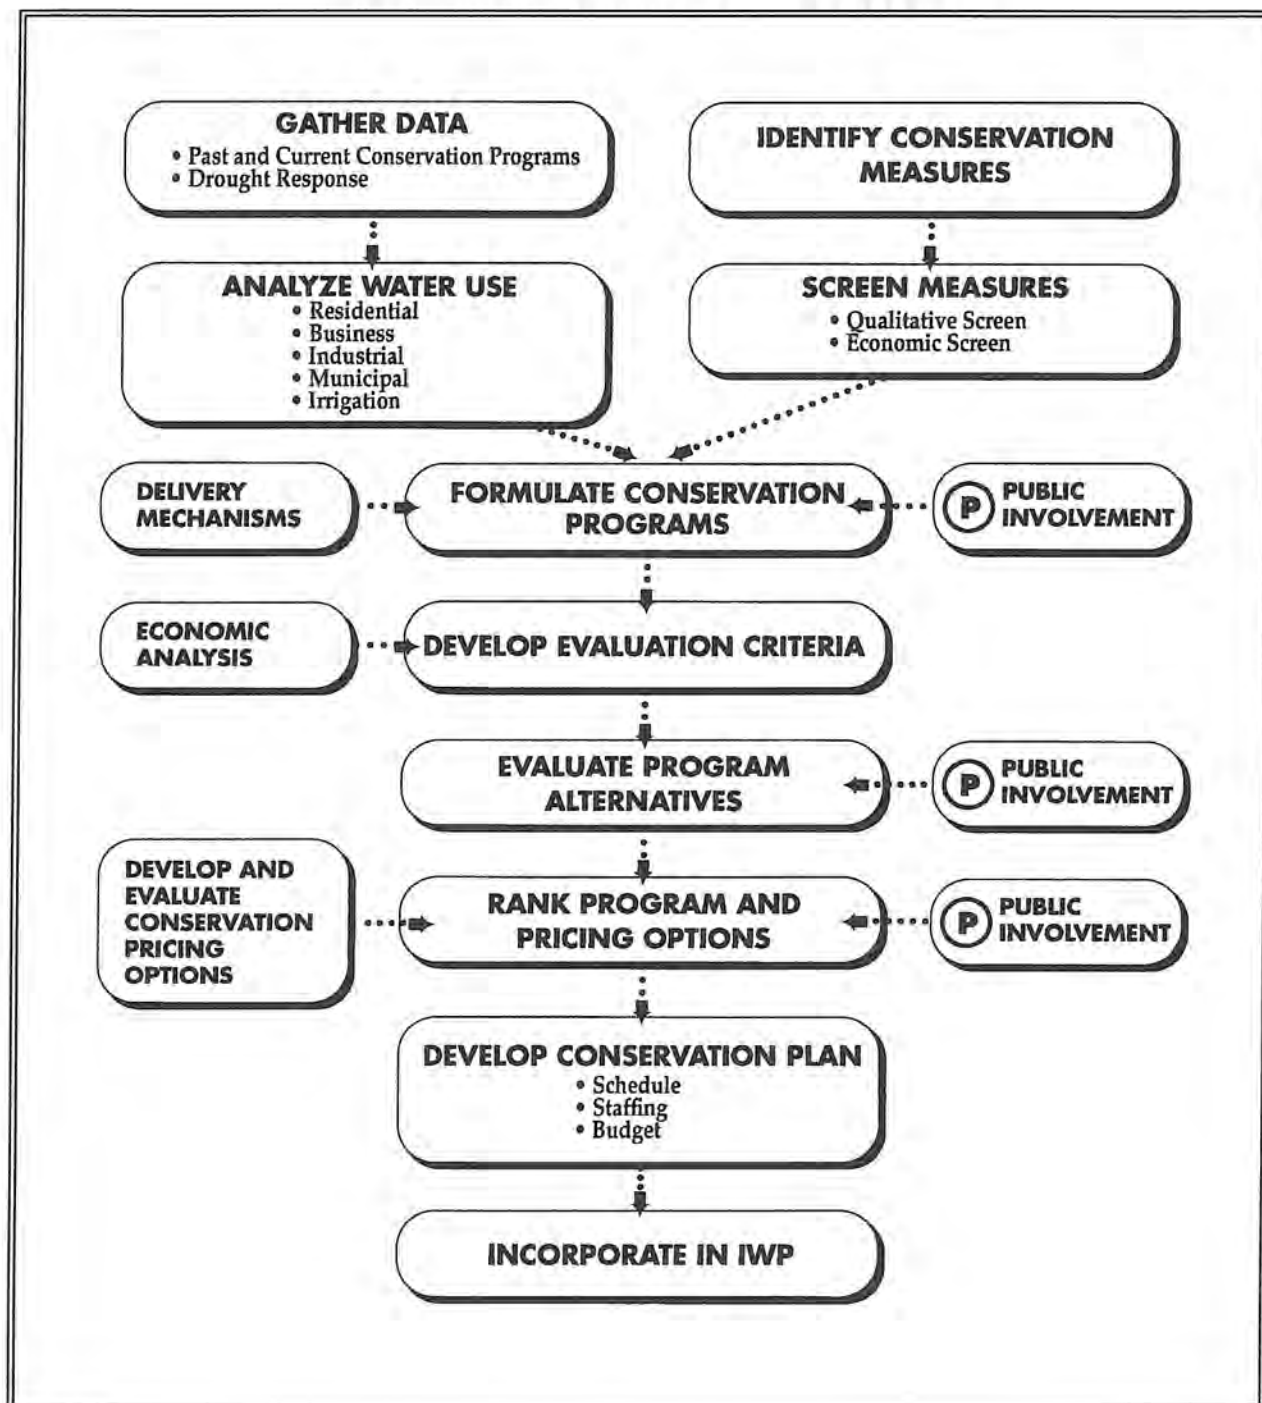 GATHER DATA
• Past and Current Conservation Programs
• Drought Response
IDENTIFY CONSERVATION
MEASURES
ANALYZE WATER USE
• Residential
• Business
• Industrial
• Municipal
• Irrigation
SCREEN MEASURES
• Qualitative Screen
• Economic Screen
DELIVERY
MECHANISMS
FORMULATE CONSERVATION
PROGRAMS
P
PUBLIC
INVOLVEMENT
ECONOMIC
ANALYSIS
DEVELOP EVALUATION CRITERIA
EVALUATE PROGRAM
ALTERNATIVES
P
PUBLIC
INVOLVEMENT
DEVELOP AND
EVALUATE
CONSERVATION
PRICING
OPTIONS
RANK PROGRAM AND
PRICING OPTIONS
P
PUBLIC
INVOLVEMENT
DEVELOP CONSERVATION PLAN
• Schedule
• Staffing
• Budget
INCORPORATE IN IWP